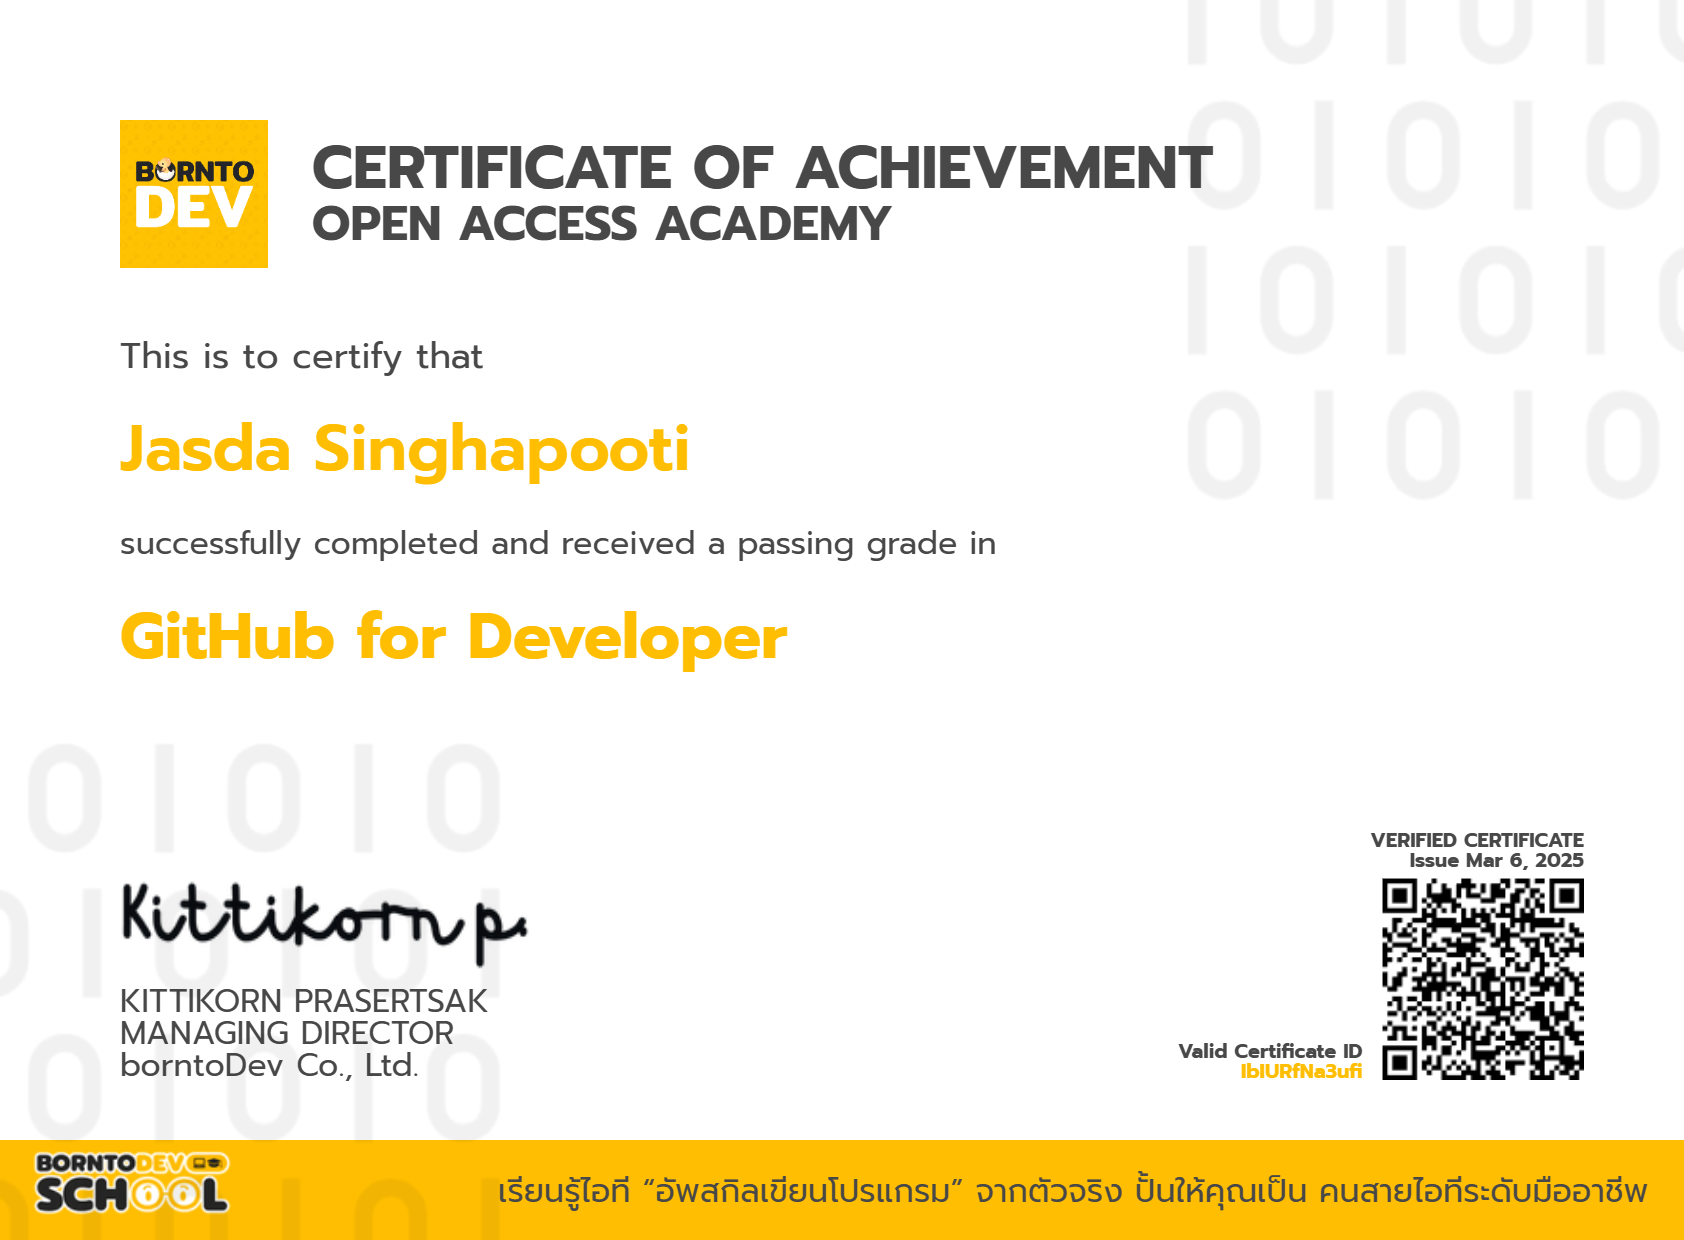 BORNTO
DEV
CERTIFICATE OF ACHIEVEMENT
OPEN ACCESS ACADEMY
This is to certify that
Jasda Singhapooti
successfully completed and received a passing grade in
GitHub for Developer
Kittikorn p.
KITTIKORN PRASERTSAK
MANAGING DIRECTOR
borntoDev Co., Ltd.
VERIFIED CERTIFICATE
Issue Mar 6, 2025
Valid Certificate ID
IbIURfNa3ufi
BORNTODEV
SCHOOL
เรียนรู้ไอที “อัพสกิลเขียนโปรแกรม” จากตัวจริง ปั้นให้คุณเป็น คนสายไอทีระดับมืออาชีพ